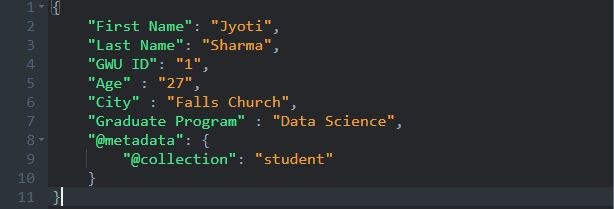 1 {
2 "First Name": "Jyoti",
3 "Last Name": "Sharma",
4 "GWU ID": "1",
5 "Age" : "27",
6 "City" : "Falls Church",
7 "Graduate Program" : "Data Science",
8 "@metadata": {
9 "@collection": "student"
10 }
11 }